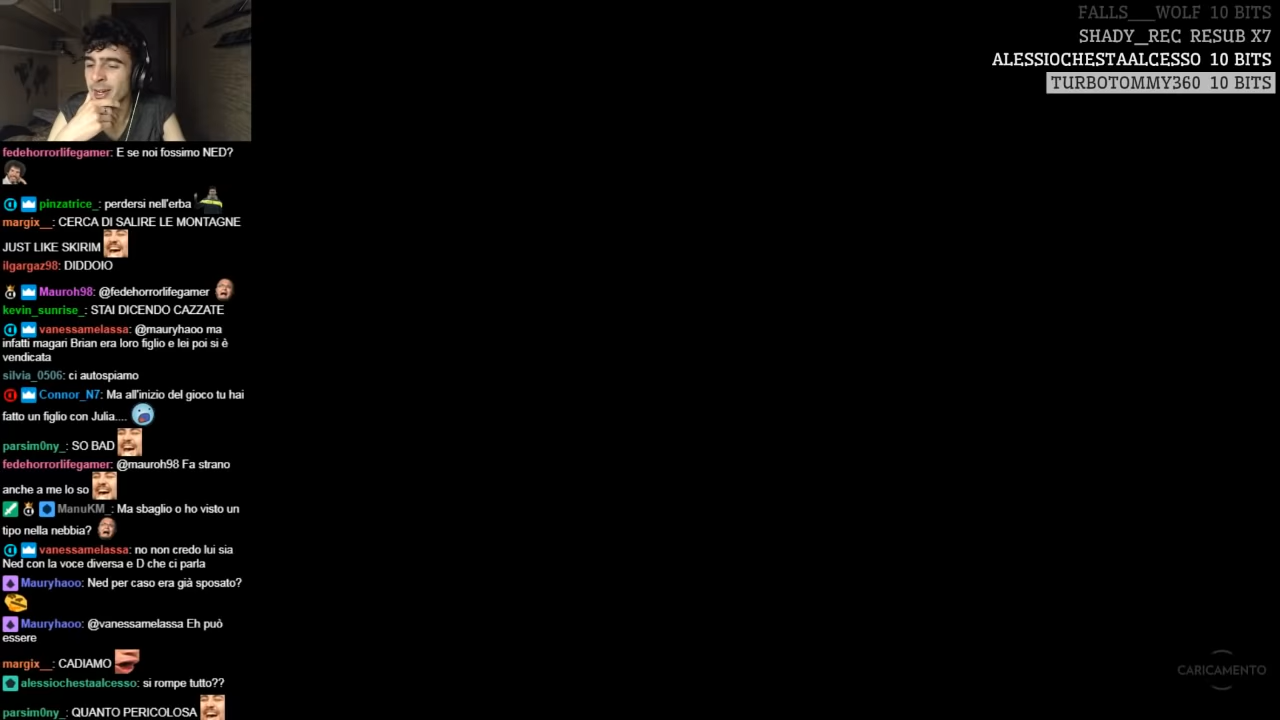 FALLS___WOLF 10 BITS
SHADY_REC RESUB X7
ALESSIOCHESTAALCESSO 10 BITS
TURBOTOMMY360 10 BITS
fedehorrorlifegamer: E se noi fossimo NED?
pinzatrice_: perdersi nell'erba
margix__: CERCA DI SALIRE LE MONTAGNE
JUST LIKE SKIRIM
ilgargaz98: DIDDOIO
Mauroh98: @fedehorrorlifegamer
kevin_sunrise_: STAI DICENDO CAZZATE
vanessamelassa: @mauryhaoo ma
infatti magari Brian era loro figlio e lei poi si è
vendicata
silvia_0506: ci autospiamo
Connor_N7: Ma all'inizio del gioco tu hai
fatto un figlio con Julia....
parsim0ny_: SO BAD
fedehorrorlifegamer: @mauroh98 Fa strano
anche a me lo so
ManuKM_: Ma sbaglio o ho visto un
tipo nella nebbia?
vanessamelassa: no non credo lui sia
Ned con la voce diversa e D che ci parla
Mauryhaoo: Ned per caso era già sposato?
Mauryhaoo: @vanessamelassa Eh può
essere
margix__: CADIAMO
alessiochestaalcesso: si rompe tutto??
parsim0ny_: QUANTO PERICOLOSA
CARICAMENTO